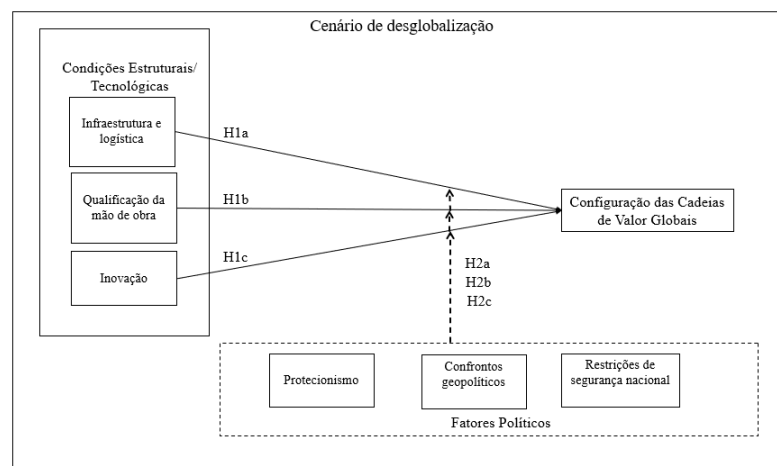 Cenário de desglobalização
Condições Estruturais/
Tecnológicas
Infraestrutura e
logística
H1a
Qualificação da
mão de obra
H1b
Inovação
H1c
Configuração das Cadeias
de Valor Globais
H2a
H2b
H2c
Protecionismo
Confrontos
geopolíticos
Restrições de
segurança nacional
Fatores Políticos